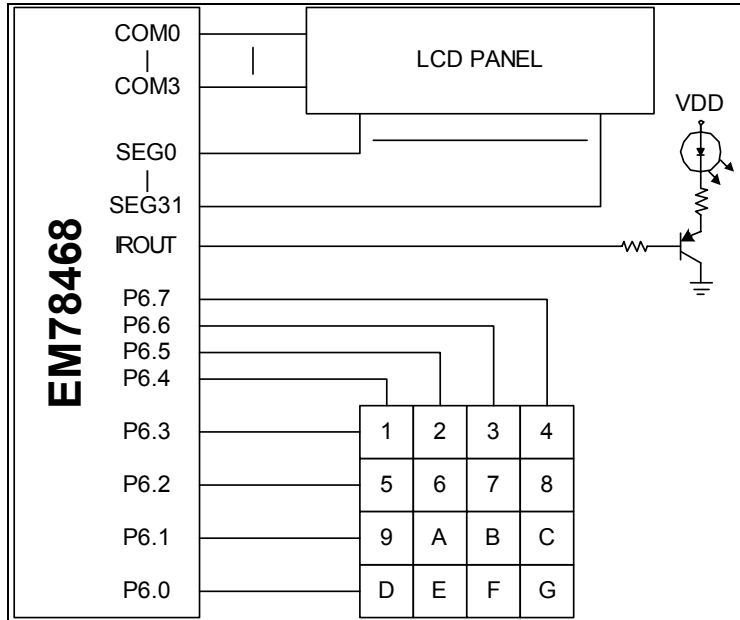 EM78468
COM0
|
COM3
SEG0
|
SEG31
IROUT
P6.7
P6.6
P6.5
P6.4
P6.3
P6.2
P6.1
P6.0
LCD PANEL
VDD
1 2 3 4
5 6 7 8
9 A B C
D E F G